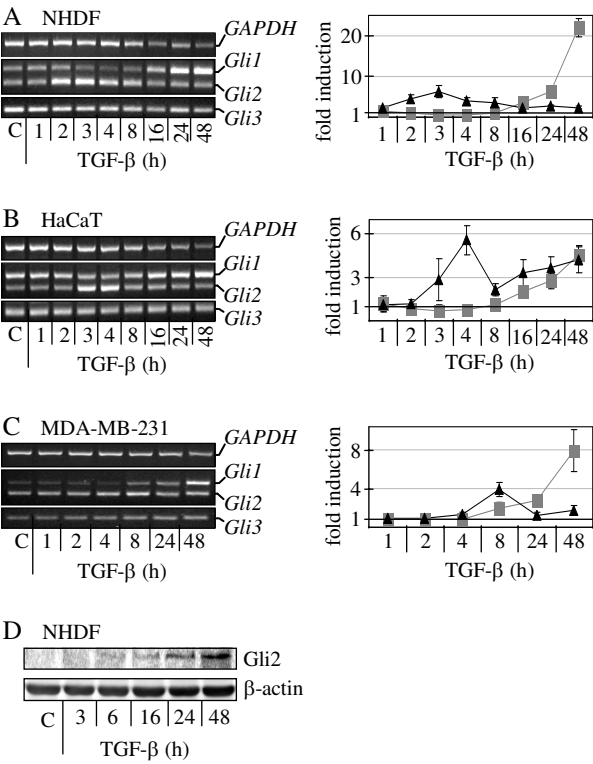 A NHDF
GAPDH
Gli1
Gli2
Gli3
C 1 2 3 4 8 16 24 48
TGF-β (h)
fold induction
20
10
1
1 2 3 4 8 16 24 48
TGF-β (h)
B HaCaT
GAPDH
Gli1
Gli2
Gli3
C 1 2 3 4 8 16 24 48
TGF-β (h)
fold induction
6
3
1
1 2 3 4 8 16 24 48
TGF-β (h)
C MDA-MB-231
GAPDH
Gli1
Gli2
Gli3
C 1 2 4 8 24 48
TGF-β (h)
fold induction
8
4
1
1 2 4 8 24 48
TGF-β (h)
D NHDF
Gli2
β-actin
C 3 6 16 24 48
TGF-β (h)